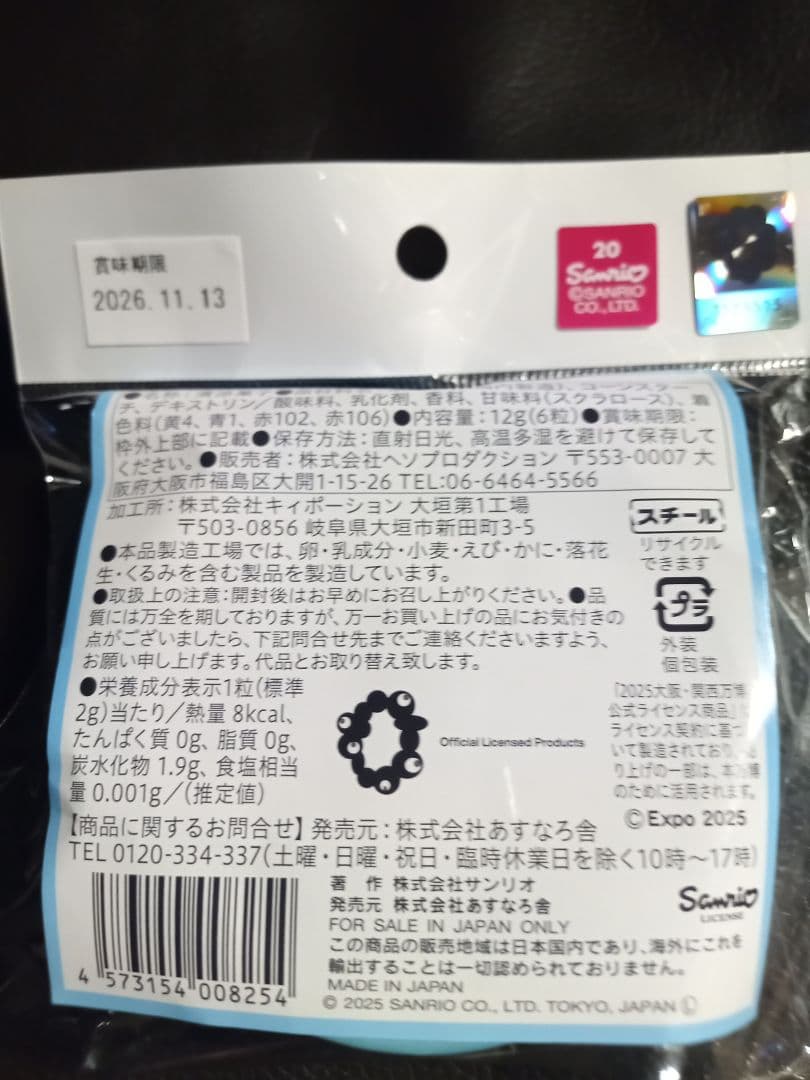 賞味期限
2026.11.13
20
Sanrio
©SANRIO
CO., LTD.
コーンスター
チ、デキストリン/酸味料、乳化剤、香料、甘味料(スクラロース)、着
色料(黄4、青1、赤102、赤106)●内容量:12g(6粒)●賞味期限:
枠外上部に記載●保存方法:直射日光、高温多湿を避けて保存して
ください。●販売者:株式会社ヘソプロダクション 〒553-0007 大
阪府大阪市福島区大開1-15-26 TEL:06-6464-5566
加工所:株式会社キィポーション 大垣第1工場
〒503-0856 岐阜県大垣市新田町3-5
●本品製造工場では、卵・乳成分・小麦・えび・かに・落花
生・くるみを含む製品を製造しています。
●取扱上の注意:開封後はお早めにお召し上がりください。●品
質には万全を期しておりますが、万一お買い上げの品にお気付きの
点がございましたら、下記問合せ先までご連絡くださいますよう、
お願い申し上げます。代品とお取り替え致します。
スチール
リサイクル
できます
プラ
外装
個包装
●栄養成分表示1粒(標準
2g)当たり/熱量 8kcal、
たんぱく質 0g、脂質 0g、
炭水化物 1.9g、食塩相当
量 0.001g/(推定値)
Official Licensed Products
「2025大阪・関西万博
公式ライセンス商品」
ライセンス契約に基づ
いて製造されており、
り上げの一部は、本
のために活用されます。
©Expo 2025
【商品に関するお問合せ】発売元:株式会社あすなろ舎
TEL 0120-334-337(土曜・日曜・祝日・臨時休業日を除く10時〜17時)
著 作 株式会社サンリオ
発売元 株式会社あすなろ舎
FOR SALE IN JAPAN ONLY
この商品の販売地域は日本国内であり、海外にこれを
輸出することは一切認められておりません。
MADE IN JAPAN
© 2025 SANRIO CO., LTD. TOKYO, JAPAN Ⓛ
Sanrio
LICENSE
4 573154 008254